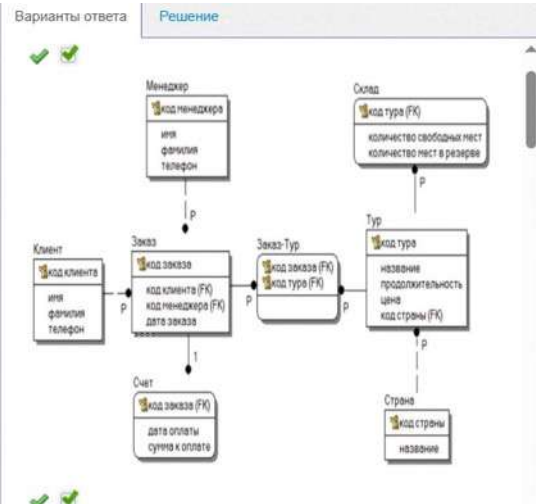 Варианты ответа
Решение
Менеджер
код менеджера
имя
фамилия
телефон
P
Склад
код тура (FK)
количество свободных мест
количество мест в резерве
P
Клиент
код клиента
имя
фамилия
телефон
P
Заказ
код заказа
код клиента (FK)
код менеджера (FK)
дата заказа
P
Заказ-Тур
код заказа (FK)
код тура (FK)
P
Тур
код тура
название
продолжительность
цена
код страны (FK)
P
1
Счет
код заказа (FK)
дата оплаты
сумма к оплате
Страна
код страны
название